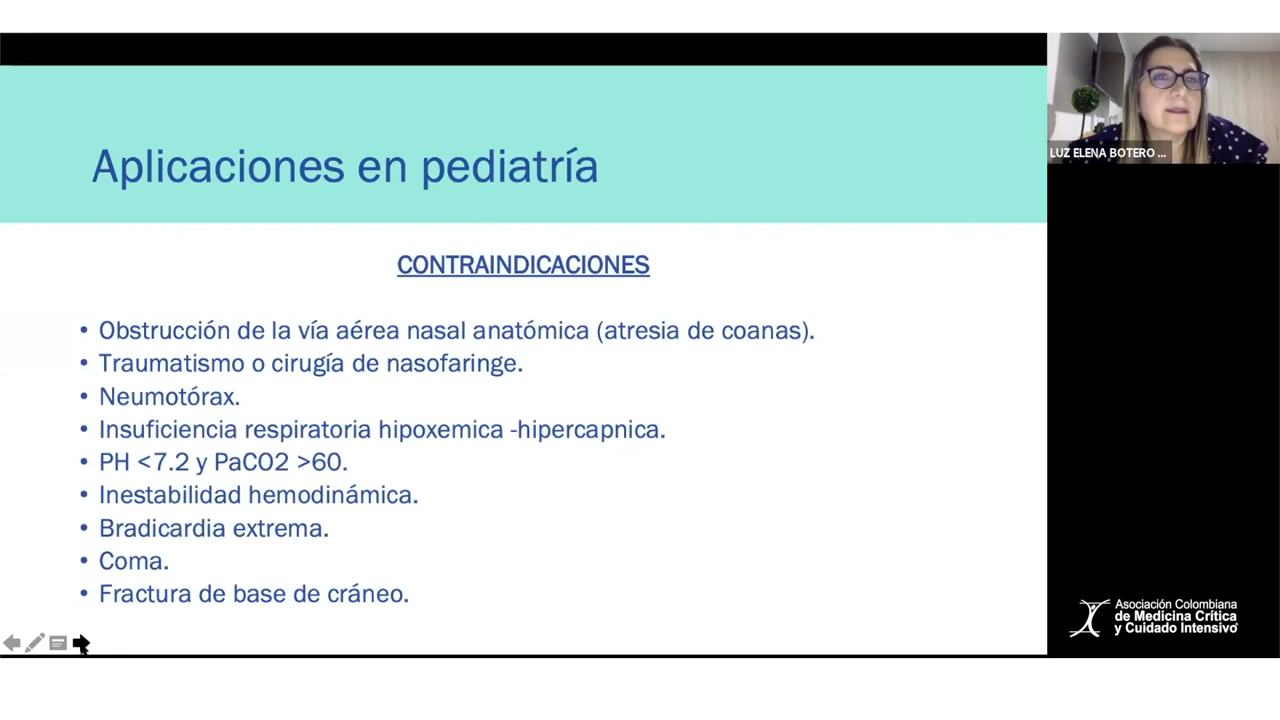 Aplicaciones en pediatría
LUZ ELENA BOTERO ...
CONTRAINDICACIONES
• Obstrucción de la vía aérea nasal anatómica (atresia de coanas).
• Traumatismo o cirugía de nasofaringe.
• Neumotórax.
• Insuficiencia respiratoria hipoxemica -hipercapnica.
• PH <7.2 y PaCO2 >60.
• Inestabilidad hemodinámica.
• Bradicardia extrema.
• Coma.
• Fractura de base de cráneo.
Asociación Colombiana
de Medicina Crítica
y Cuidado Intensivo